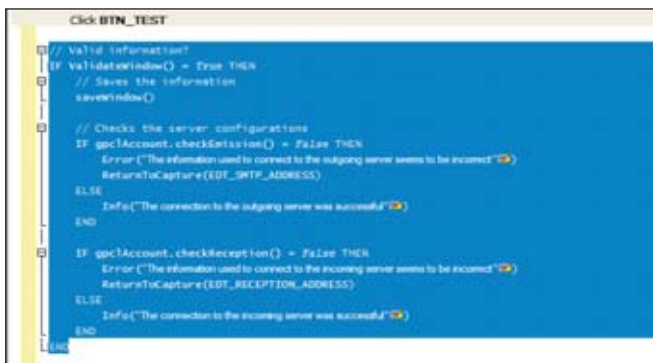 Click BTN_TEST
// Valid information?
IF ValidateWindow() = True THEN
// Saves the information
saveWindow()
// Checks the server configurations
IF gpclAccount.checkEmission() = False THEN
Error("The information used to connect to the outgoing server seems to be incorrect")
ReturnToCapture(EDT_SMTP_ADDRESS)
ELSE
Info("The connection to the outgoing server was successful")
END
IF gpclAccount.checkReception() = False THEN
Error("The information used to connect to the incoming server seems to be incorrect")
ReturnToCapture(EDT_RECEPTION_ADDRESS)
ELSE
Info("The connection to the incoming server was successful")
END
END